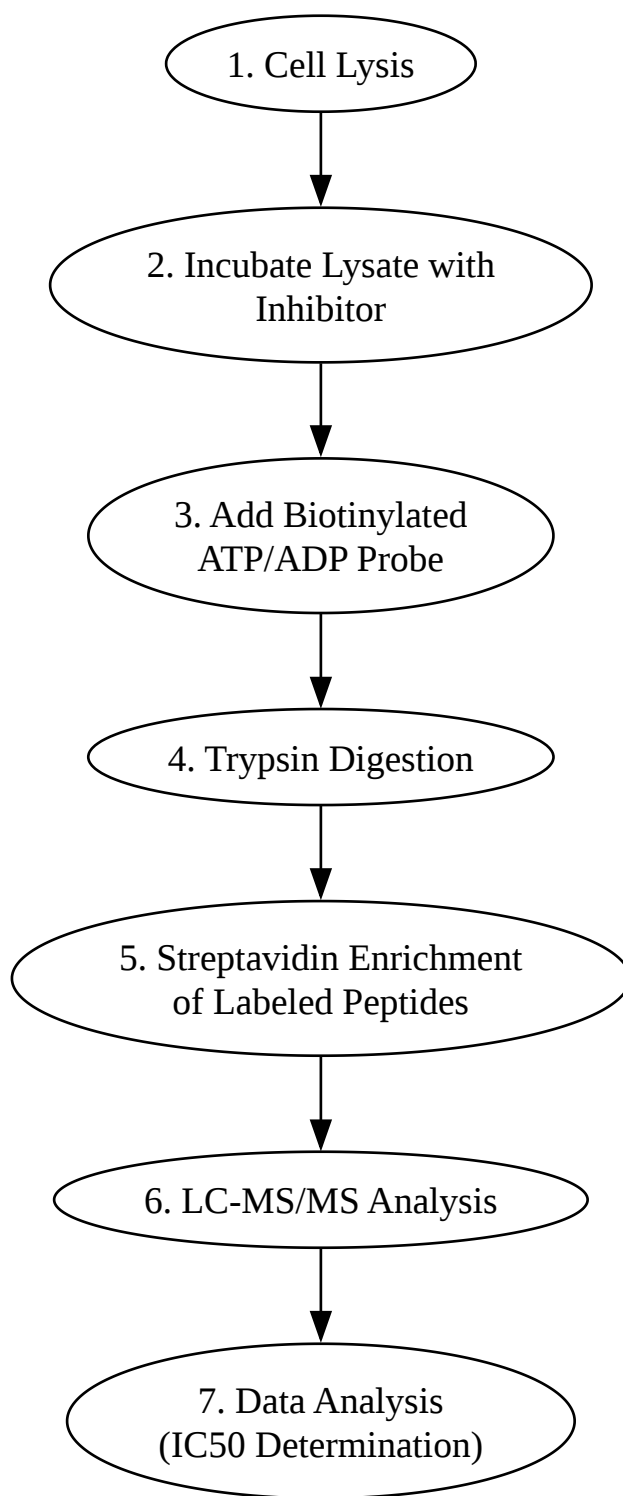 1. Cell Lysis
2. Incubate Lysate with
Inhibitor
3. Add Biotinylated
ATP/ADP Probe
4. Trypsin Digestion
5. Streptavidin Enrichment
of Labeled Peptides
6. LC-MS/MS Analysis
7. Data Analysis
(IC50 Determination)